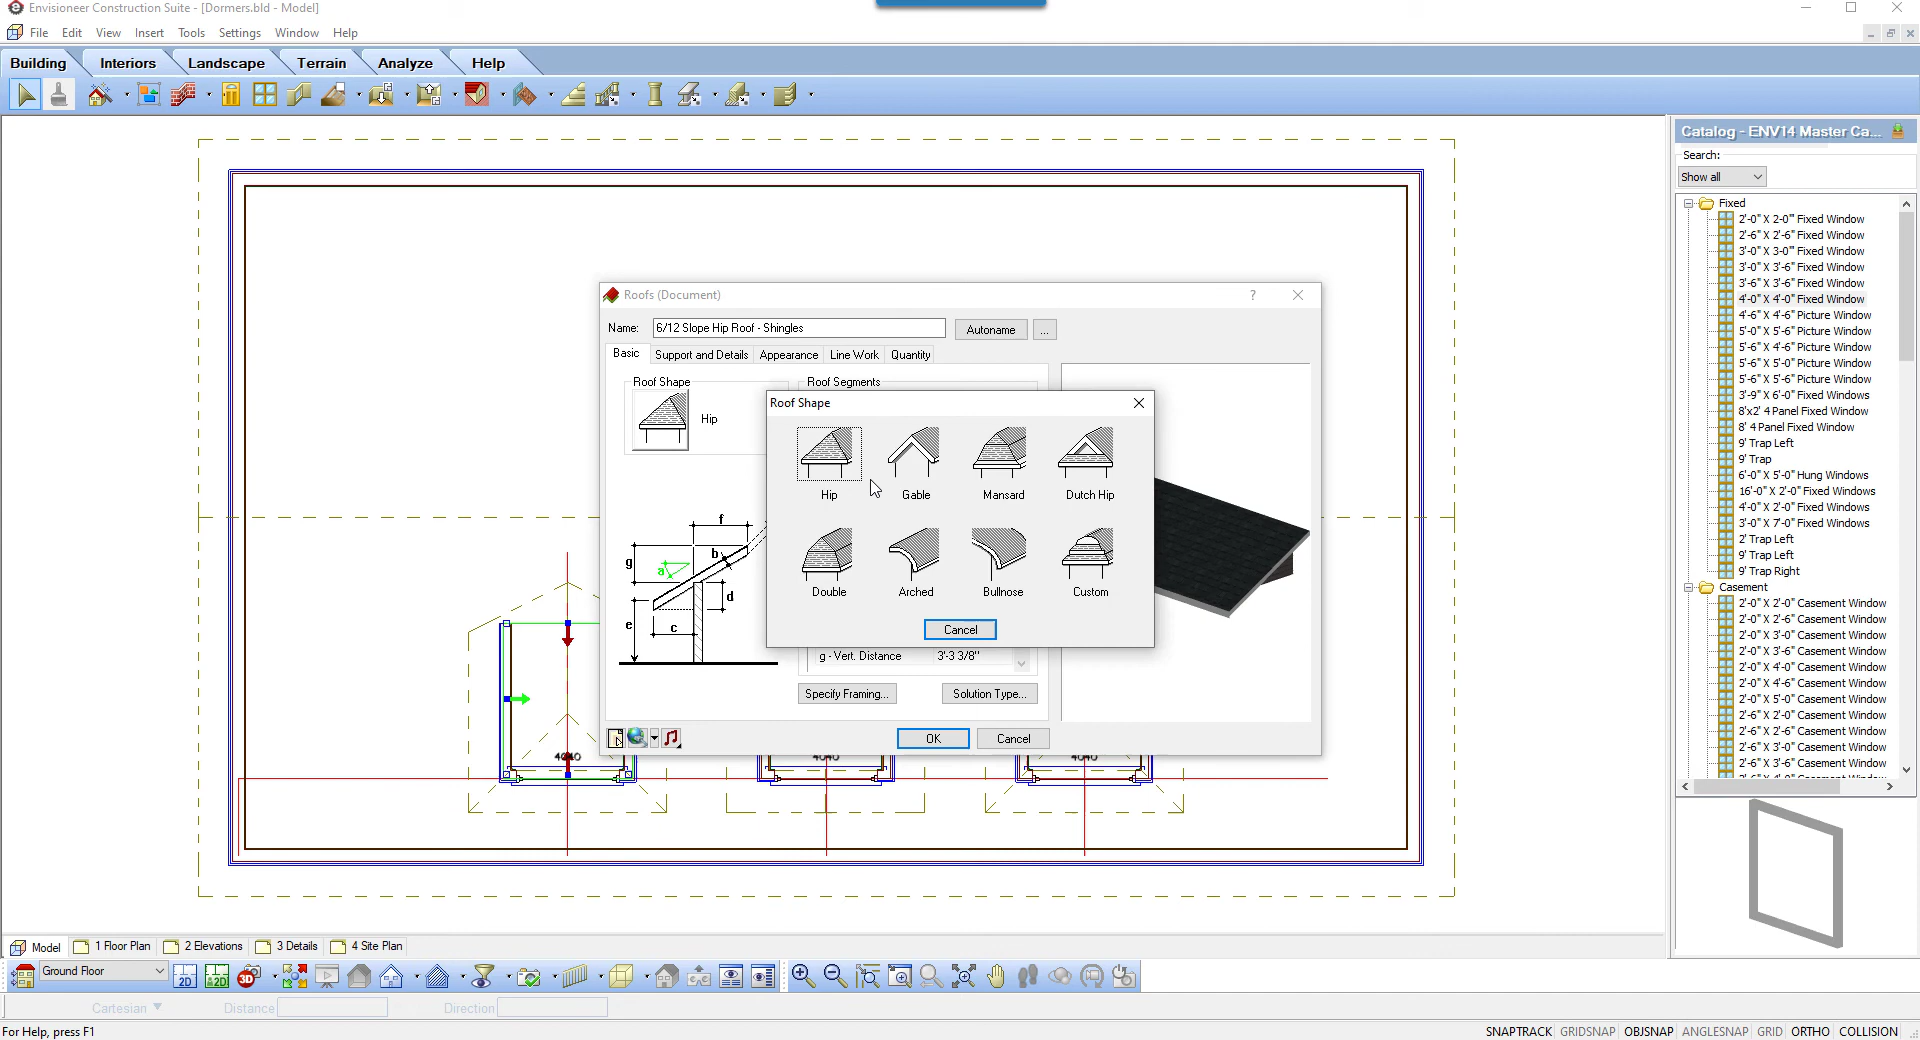 Envisioneer Construction Suite - [Dormers.bld - Model]
File Edit View Insert Tools Settings Window Help
Building Interiors Landscape Terrain Analyze Help
Catalog - ENV14 Master Ca...
Search:
Show all
Fixed
2'-0" X 2-0"' Fixed Window
2'-6" X 2'-6" Fixed Window
3'-0" X 3-0"' Fixed Window
3'-0" X 3'-6" Fixed Window
3'-6" X 3'-6" Fixed Window
4'-0" X 4'-0" Fixed Window
4'-6" X 4'-6" Picture Window
5'-0" X 5'-6" Picture Window
5'-6" X 4'-6" Picture Window
5'-6" X 5'-0" Picture Window
5'-6" X 5'-6" Picture Window
3'-9" X 6'-0" Fixed Windows
8'x2' 4 Panel Fixed Window
8' 4 Panel Fixed Window
9' Trap Left
9' Trap
6'-0" X 5'-0" Hung Windows
16'-0" X 2'-0" Fixed Windows
4'-0" X 2'-0" Fixed Windows
3'-0" X 7'-0" Fixed Windows
2' Trap Left
9' Trap Left
9' Trap Right
Casement
2'-0" X 2'-0" Casement Window
2'-0" X 2'-6" Casement Window
2'-0" X 3'-0" Casement Window
2'-0" X 3'-6" Casement Window
2'-0" X 4'-0" Casement Window
2'-0" X 4'-6" Casement Window
2'-0" X 5'-0" Casement Window
2'-6" X 2'-0" Casement Window
2'-6" X 2'-6" Casement Window
2'-6" X 3'-0" Casement Window
2'-6" X 3'-6" Casement Window
Roofs (Document)
?
Name: 6/12 Slope Hip Roof - Shingles Autoname ...
Basic Support and Details Appearance Line Work Quantity
Roof Shape
Hip
Roof Segments
Roof Shape
Hip Gable Mansard Dutch Hip
Double Arched Bullnose Custom
Cancel
f
g
b
a
d
e
c
g - Vert. Distance 3'-3 3/8"
Specify Framing... Solution Type...
OK Cancel
4040 4040 4040
Model 1 Floor Plan 2 Elevations 3 Details 4 Site Plan
Ground Floor 2D 2D 3D
Cartesian Distance Direction
For Help, press F1
SNAPTRACK GRIDSNAP OBJSNAP ANGLESNAP GRID ORTHO COLLISION